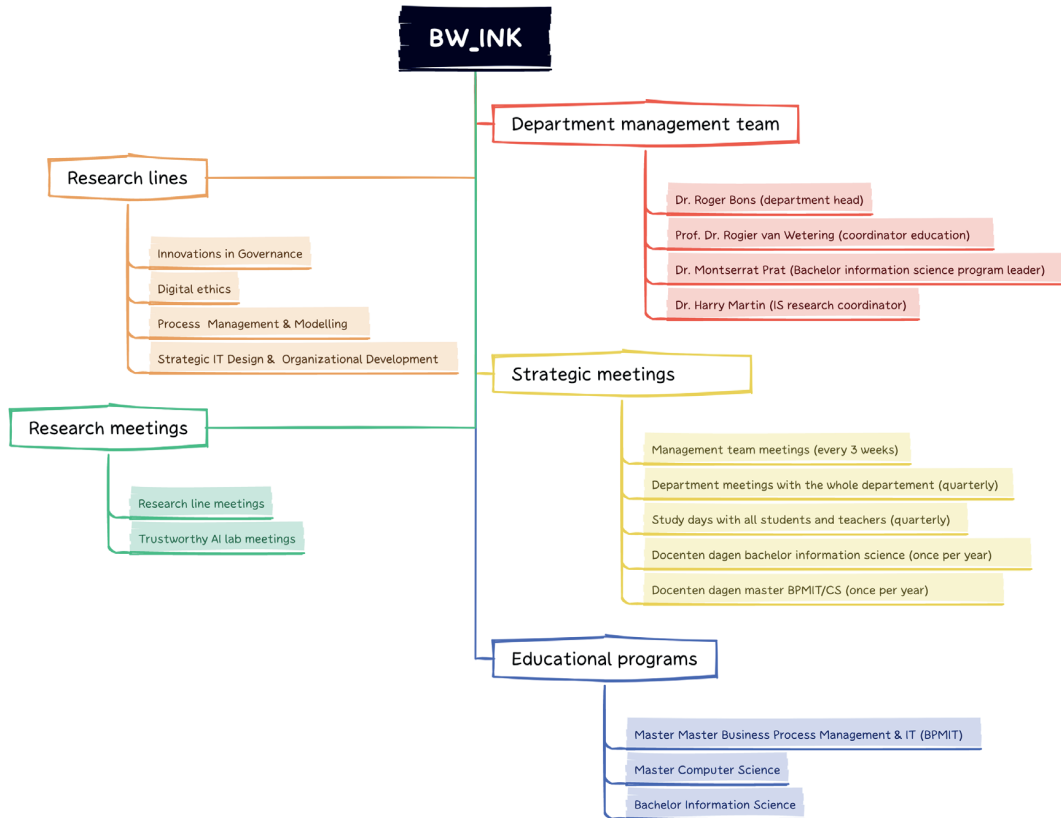 BW_INK
Department management team
Dr. Roger Bons (department head)
Prof. Dr. Rogier van Wetering (coordinator education)
Dr. Montserrat Prat (Bachelor information science program leader)
Dr. Harry Martin (IS research coordinator)
Research lines
Innovations in Governance
Digital ethics
Process  Management & Modelling
Strategic IT Design &  Organizational Development
Strategic meetings
Management team meetings (every 3 weeks)
Department meetings with the whole departement (quarterly)
Study days with all students and teachers (quarterly)
Docenten dagen bachelor information science (once per year)
Docenten dagen master BPMIT/CS (once per year)
Research meetings
Research line meetings
Trustworthy AI lab meetings
Educational programs
Master Master Business Process Management & IT (BPMIT)
Master Computer Science
Bachelor Information Science